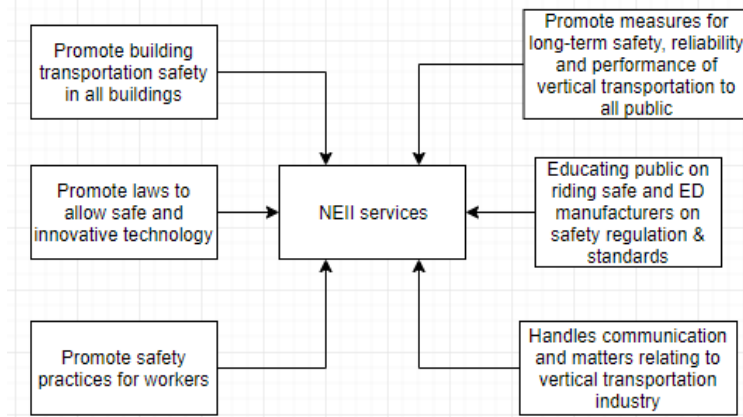 Promote building
transportation safety
in all buildings
Promote measures for
long-term safety, reliability
and performance of
vertical transportation to
all public
Promote laws to
allow safe and
innovative technology
NEII services
Educating public on
riding safe and ED
manufacturers on
safety regulation &
standards
Promote safety
practices for workers
Handles communication
and matters relating to
vertical transportation
industry